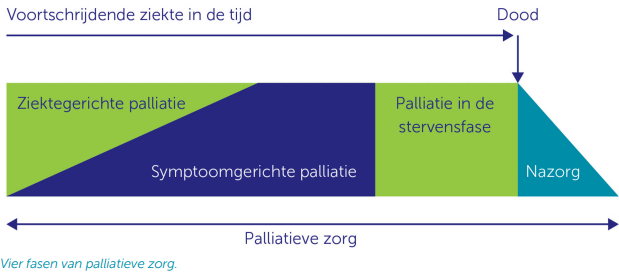 Voortschrijdende ziekte in de tijd
Dood
Ziektegerichte palliatie
Palliatie in de
stervensfase
Symptoomgerichte palliatie
Nazorg
Palliatieve zorg
Vier fasen van palliatieve zorg.